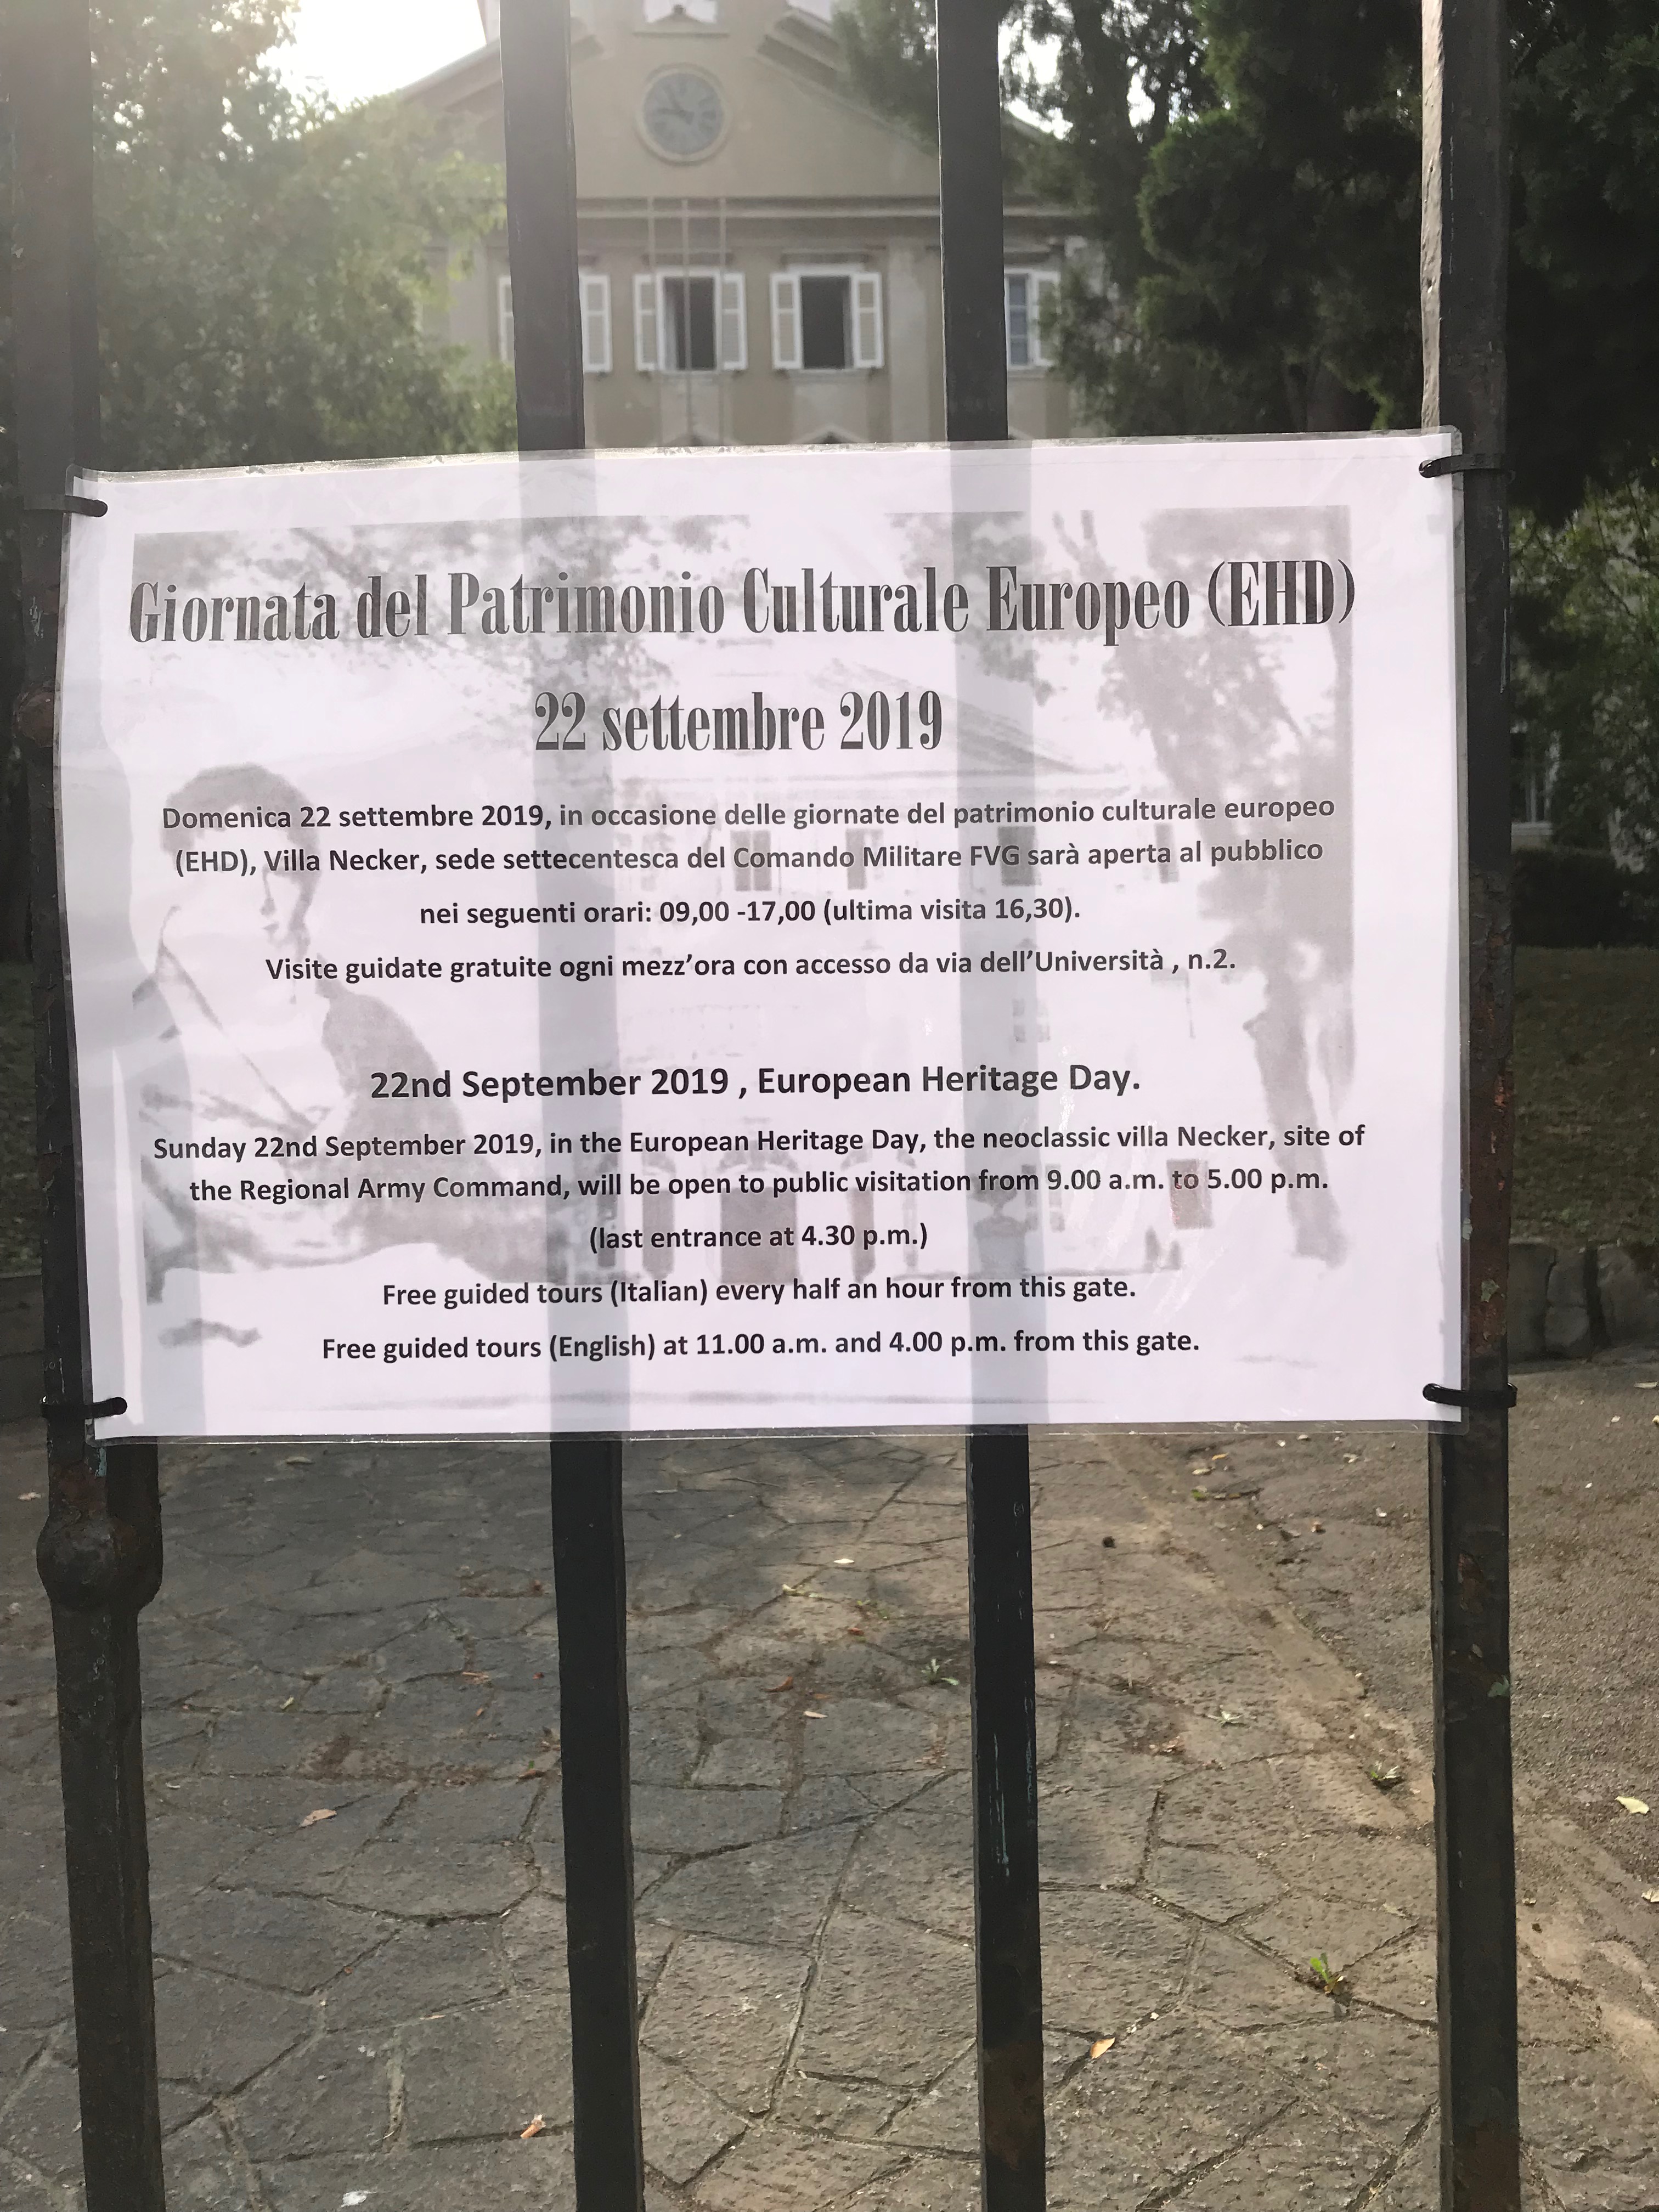 Giornata del Patrimonio Culturale Europeo (EHD)
22 settembre 2019
Domenica 22 settembre 2019, in occasione delle giornate del patrimonio culturale europeo
(EHD), Villa Necker, sede settecentesca del Comando Militare FVG sarà aperta al pubblico
nei seguenti orari: 09,00 -17,00 (ultima visita 16,30).
Visite guidate gratuite ogni mezz’ora con accesso da via dell’Università , n.2.
22nd September 2019 , European Heritage Day.
Sunday 22nd September 2019, in the European Heritage Day, the neoclassic villa Necker, site of
the Regional Army Command, will be open to public visitation from 9.00 a.m. to 5.00 p.m.
(last entrance at 4.30 p.m.)
Free guided tours (Italian) every half an hour from this gate.
Free guided tours (English) at 11.00 a.m. and 4.00 p.m. from this gate.